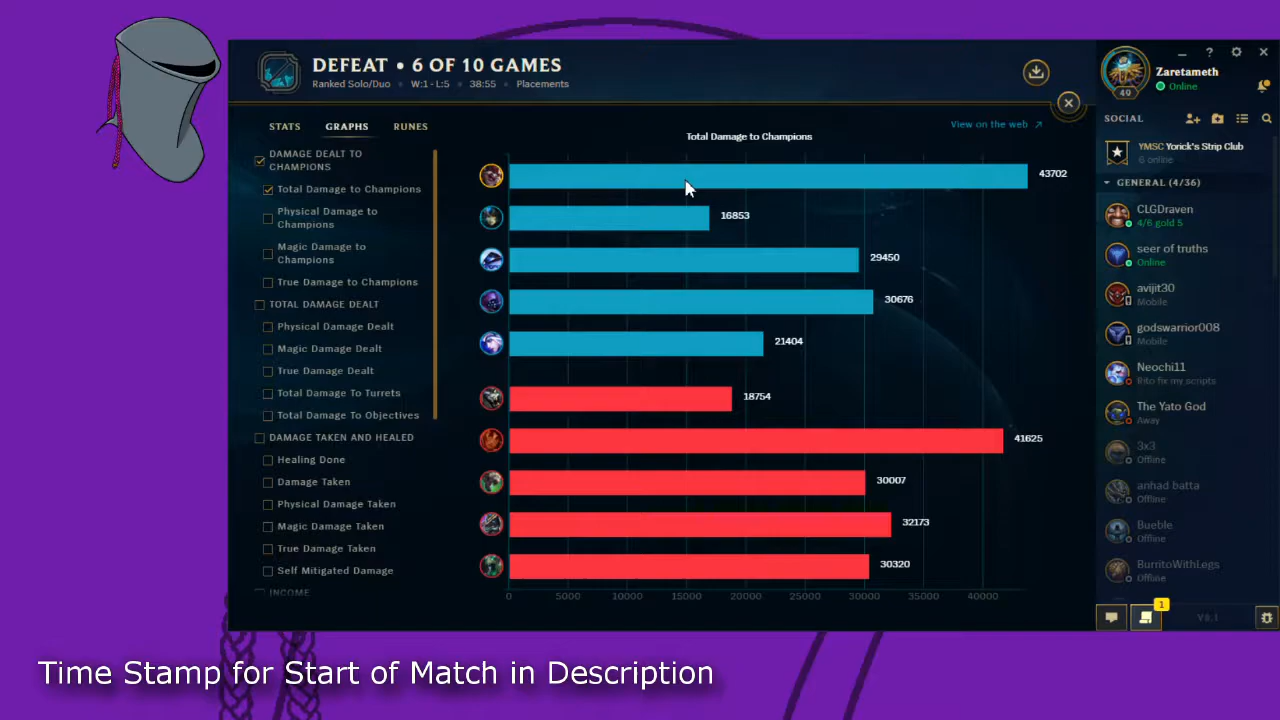 DEFEAT • 6 OF 10 GAMES
Ranked Solo/Duo • W:1 - L:5 • 38:55 • Placements
STATS GRAPHS RUNES
View on the web ↗
Total Damage to Champions
DAMAGE DEALT TO
CHAMPIONS
Total Damage to Champions
Physical Damage to
Champions
Magic Damage to
Champions
True Damage to Champions
TOTAL DAMAGE DEALT
Physical Damage Dealt
Magic Damage Dealt
True Damage Dealt
Total Damage To Turrets
Total Damage To Objectives
DAMAGE TAKEN AND HEALED
Healing Done
Damage Taken
Physical Damage Taken
Magic Damage Taken
True Damage Taken
Self Mitigated Damage
INCOME
43702
16853
29450
30676
21404
18754
41625
30007
32173
30320
0 5000 10000 15000 20000 25000 30000 35000 40000
?
49
Zaretameth
Online
SOCIAL
YMSC Yorick's Strip Club
6 online
GENERAL (4/36)
CLGDraven
4/6 gold 5
seer of truths
Online
avijit30
Mobile
godswarrior008
Mobile
Neochi11
Rito fix my scripts
The Yato God
Away
3x3
Offline
anhad batta
Offline
Bueble
Offline
BurritoWithLegs
Offline
1
V8.1
Time Stamp for Start of Match in Description